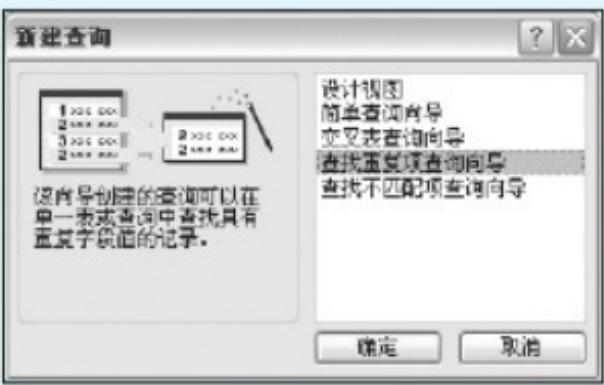 新建查询
设计视图
简单查询向导
交叉表查询向导
查找重复项查询向导
查找不匹配项查询向导
该向导创建的查询可以在
单一表或查询中查找具有
重复字段值的记录。
确定
取消